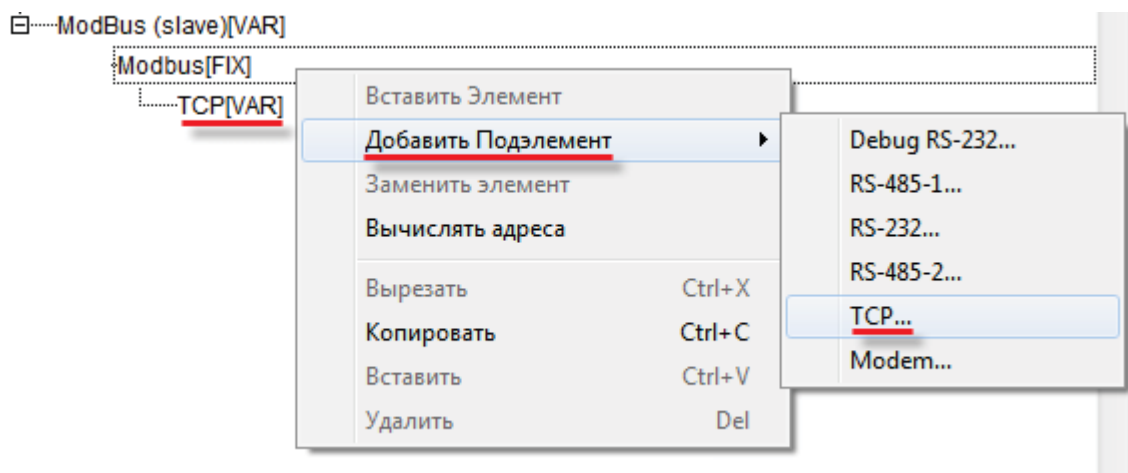 ModBus (slave)[VAR]
Modbus[FIX]
TCP[VAR]
Вставить Элемент
Добавить Подэлемент
Заменить элемент
Вычислять адреса
Вырезать Ctrl+X
Копировать Ctrl+C
Вставить Ctrl+V
Удалить Del
Debug RS-232...
RS-485-1...
RS-232...
RS-485-2...
TCP...
Modem...